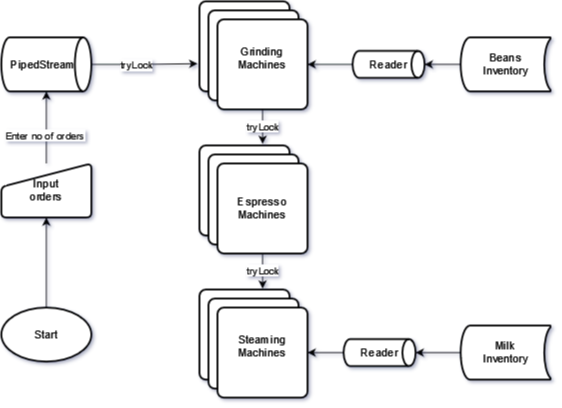 PipedStream
tryLock
Grinding
Machines
Reader
Beans
Inventory
Enter no of orders
tryLock
Input
orders
Espresso
Machines
tryLock
Start
Steaming
Machines
Reader
Milk
Inventory